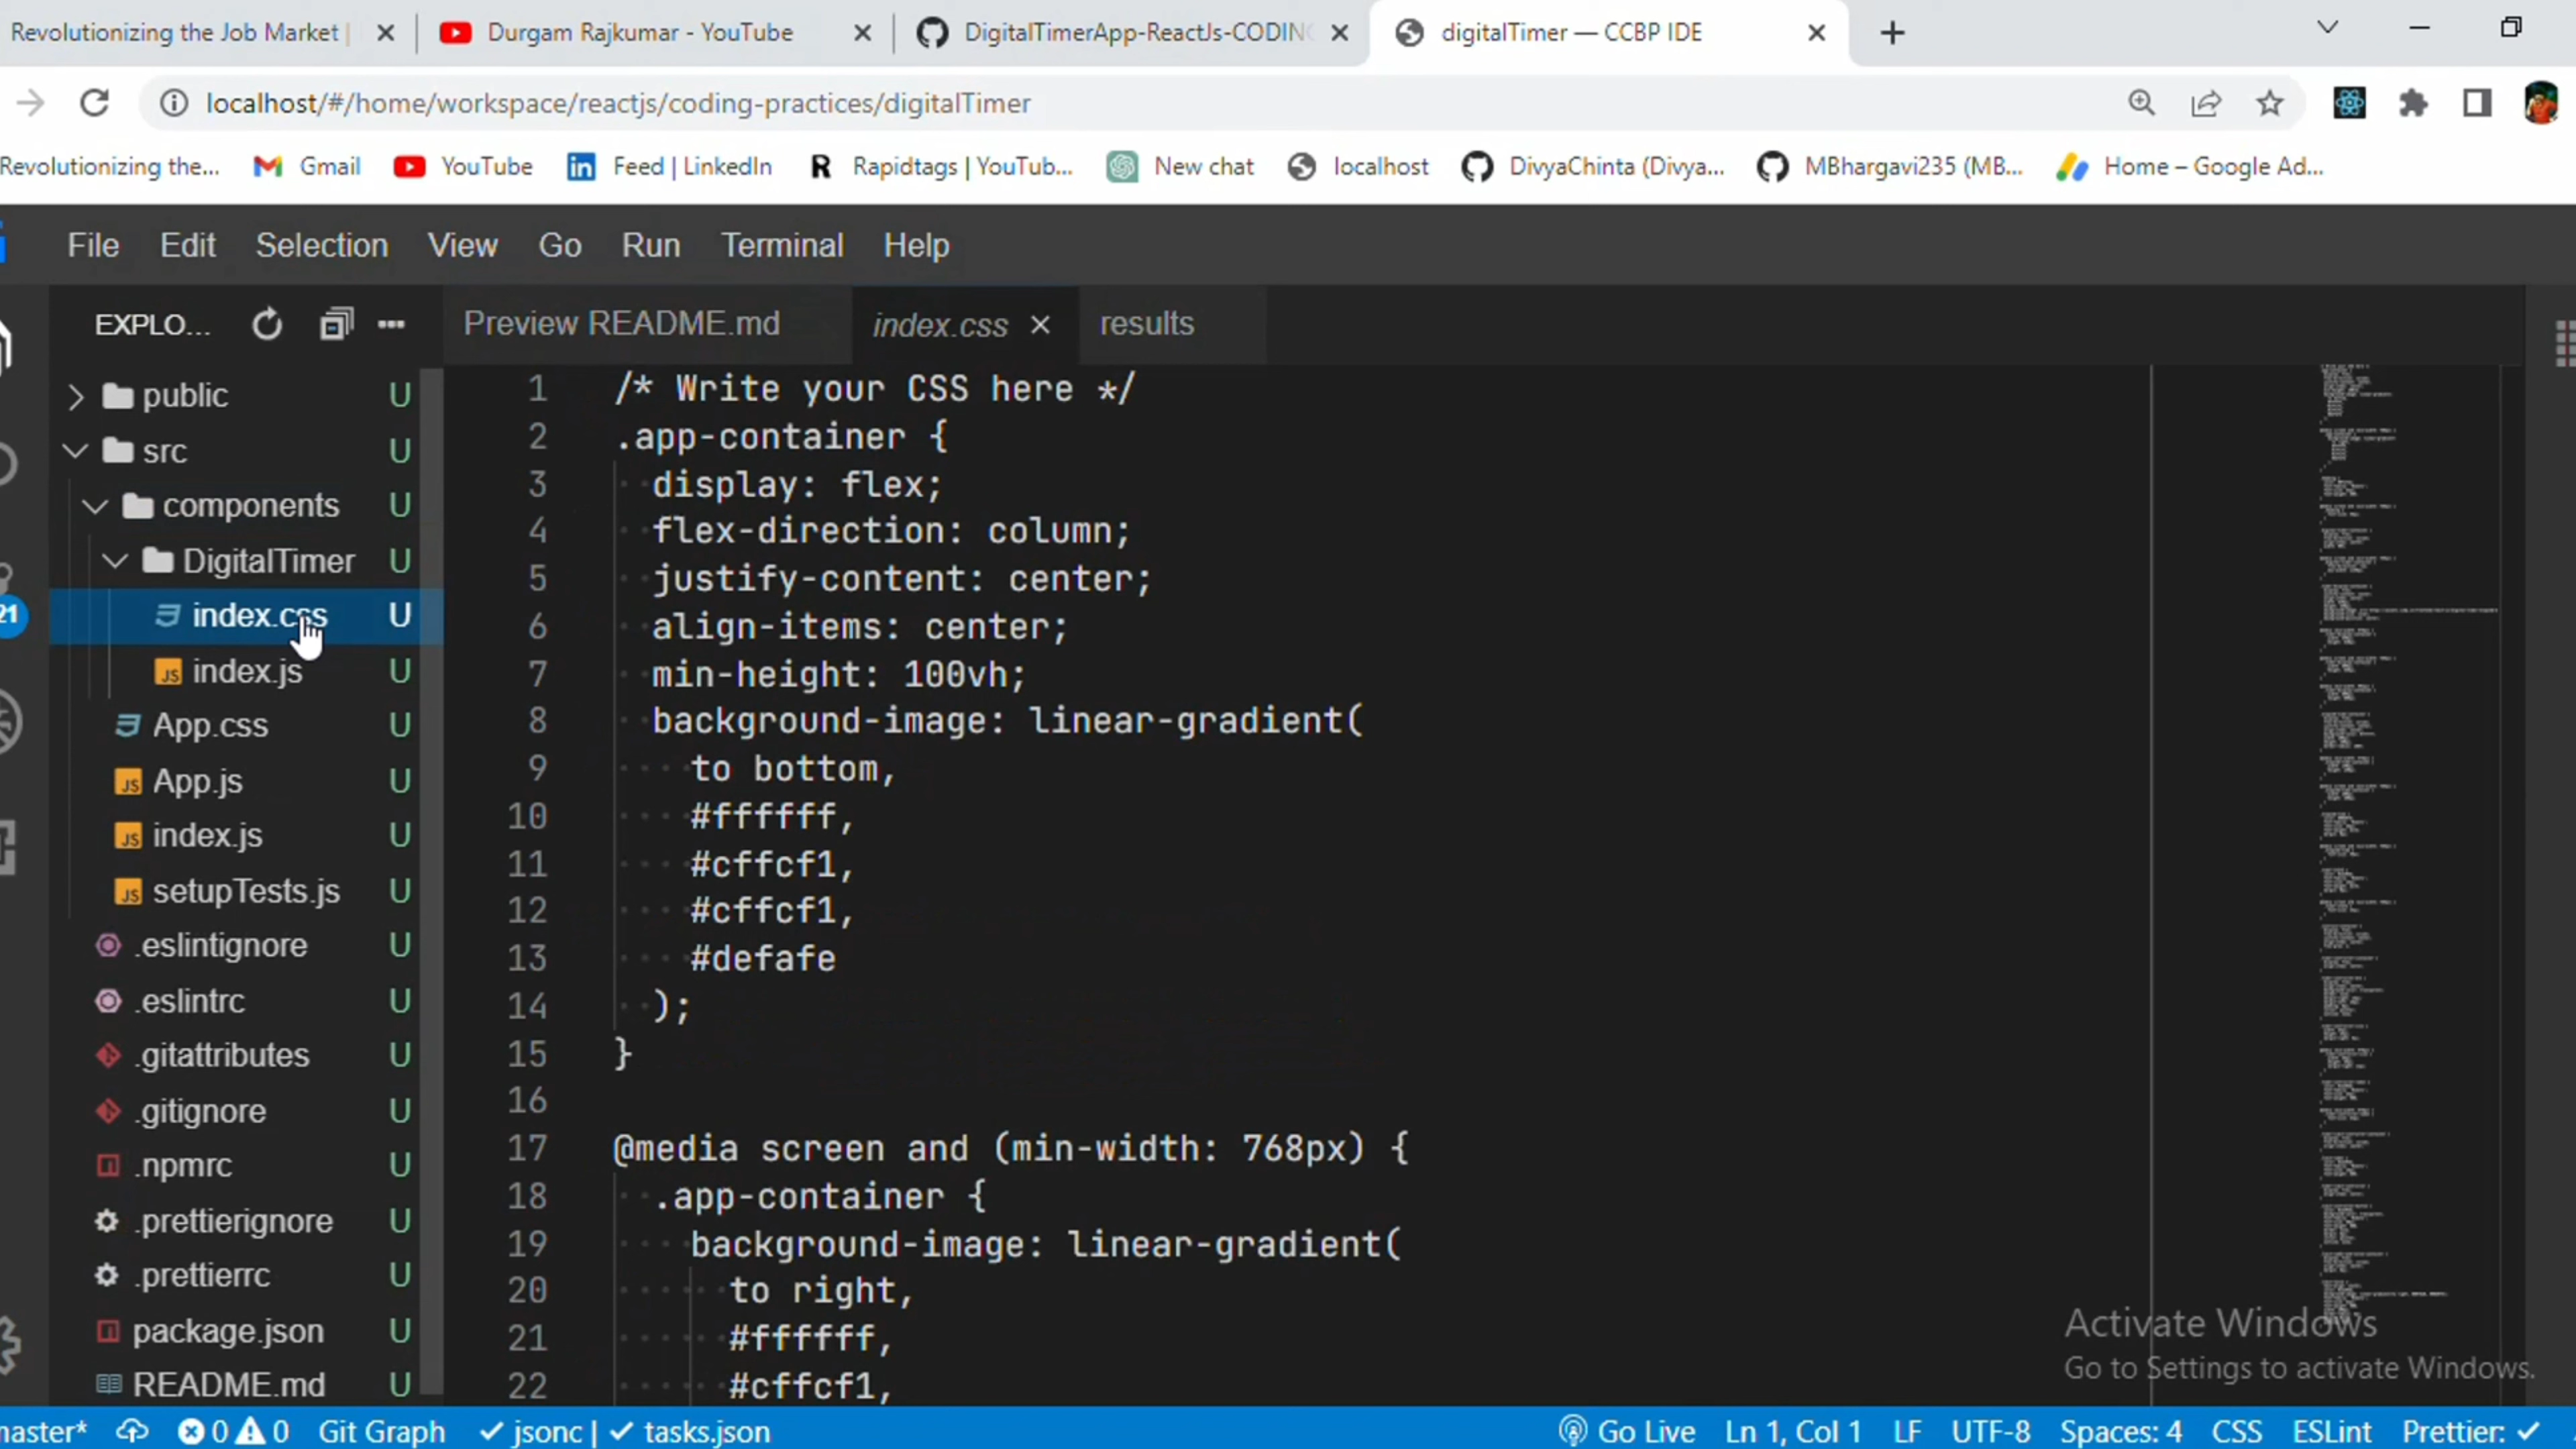 Revolutionizing the Job Market |
Durgam Rajkumar - YouTube
DigitalTimerApp-ReactJs-CODING
digitalTimer — CCBP IDE
localhost/#/home/workspace/reactjs/coding-practices/digitalTimer
Revolutionizing the...
Gmail
YouTube
Feed | LinkedIn
Rapidtags | YouTub...
New chat
localhost
DivyaChinta (Divya...
MBhargavi235 (MB...
Home – Google Ad...
File Edit Selection View Go Run Terminal Help
EXPLO...
Preview README.md
index.css
results
public U
src U
components U
DigitalTimer U
index.css U
21
index.js U
App.css U
App.js U
index.js U
setupTests.js U
.eslintignore U
.eslintrc U
.gitattributes U
.gitignore U
.npmrc U
.prettierignore U
.prettierrc U
package.json U
README.md U
1 /* Write your CSS here */
2 .app-container {
3 display: flex;
4 flex-direction: column;
5 justify-content: center;
6 align-items: center;
7 min-height: 100vh;
8 background-image: linear-gradient(
9 to bottom,
10 #ffffff,
11 #cffcf1,
12 #cffcf1,
13 #defafe
14 );
15 }
16
17 @media screen and (min-width: 768px) {
18 .app-container {
19 background-image: linear-gradient(
20 to right,
21 #ffffff,
22 #cffcf1,
Activate Windows
Go to Settings to activate Windows.
master* 0 0 Git Graph ✓ jsonc | ✓ tasks.json Go Live Ln 1, Col 1 LF UTF-8 Spaces: 4 CSS ESLint Prettier: ✓